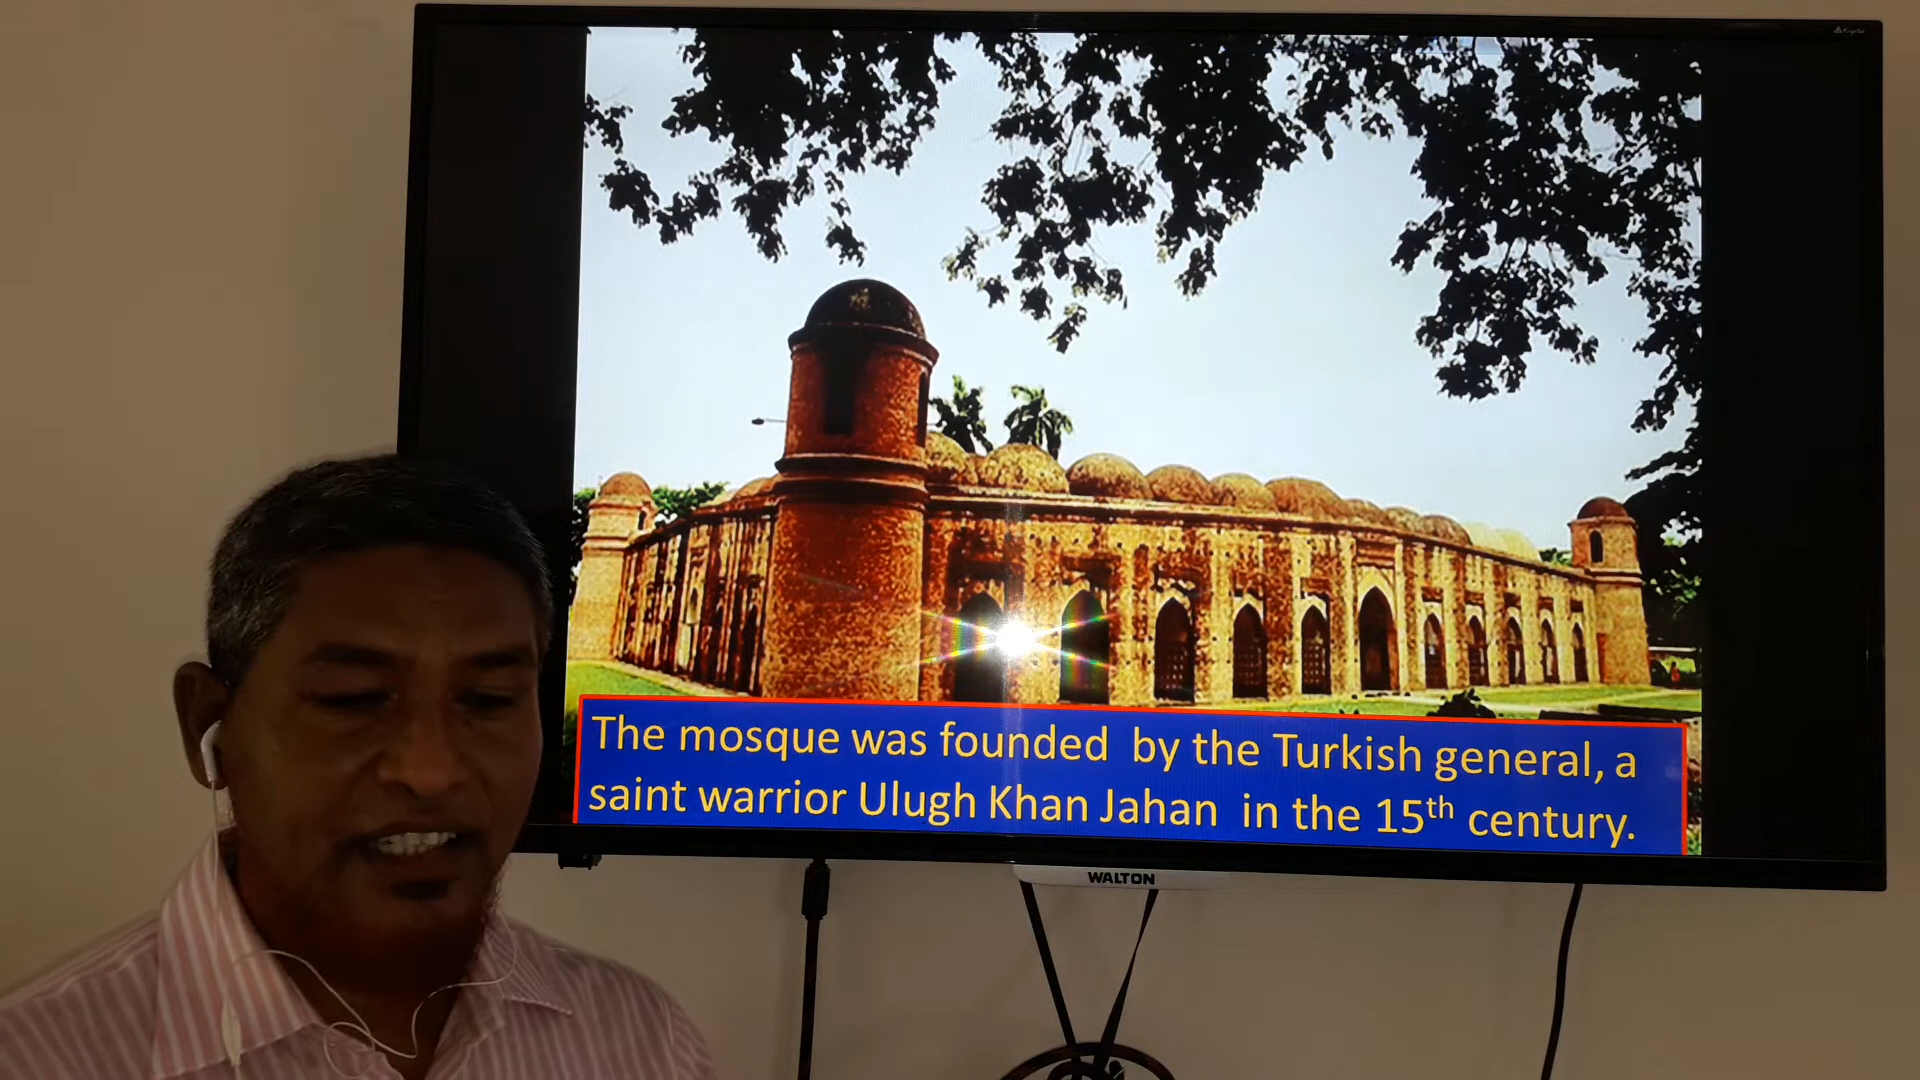 The mosque was founded by the Turkish general, a
saint warrior Ulugh Khan Jahan in the 15th century.
WALTON